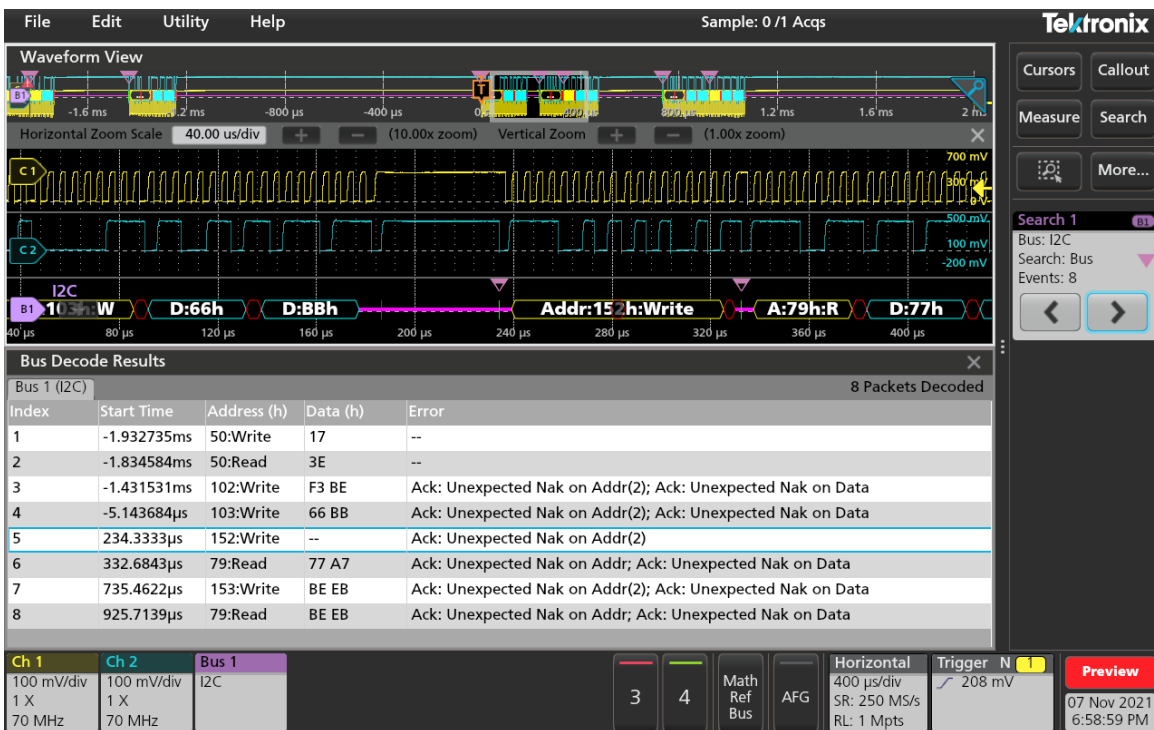 File Edit Utility Help Sample: 0 /1 Acqs Tektronix
Waveform View
B1 T
-1.6 ms .2 ms -800 µs -400 µs 1.2 ms 1.6 ms
Horizontal Zoom Scale 40.00 us/div + − (10.00x zoom) Vertical Zoom + − (1.00x zoom)
C 1
700 mV
300 mV
0 V
C 2
500 mV
100 mV
-200 mV
I2C
B1 103h:W D:66h D:BBh Addr:152h:Write A:79h:R D:77h
40 µs 80 µs 120 µs 160 µs 200 µs 240 µs 280 µs 320 µs 360 µs 400 µs
Bus Decode Results
Bus 1 (I2C) 8 Packets Decoded
Index Start Time Address (h) Data (h) Error
1 -1.932735ms 50:Write 17 --
2 -1.834584ms 50:Read 3E --
3 -1.431531ms 102:Write F3 BE Ack: Unexpected Nak on Addr(2); Ack: Unexpected Nak on Data
4 -5.143684µs 103:Write 66 BB Ack: Unexpected Nak on Addr(2); Ack: Unexpected Nak on Data
5 234.3333µs 152:Write -- Ack: Unexpected Nak on Addr(2)
6 332.6843µs 79:Read 77 A7 Ack: Unexpected Nak on Addr; Ack: Unexpected Nak on Data
7 735.4622µs 153:Write BE EB Ack: Unexpected Nak on Addr(2); Ack: Unexpected Nak on Data
8 925.7139µs 79:Read BE EB Ack: Unexpected Nak on Addr; Ack: Unexpected Nak on Data
Cursors Callout
Measure Search
More...
Search 1 B1
Bus: I2C
Search: Bus
Events: 8
Ch 1
100 mV/div
1 X
70 MHz
Ch 2
100 mV/div
1 X
70 MHz
Bus 1
I2C
3
4
Math
Ref
Bus
AFG
Horizontal
400 µs/div
SR: 250 MS/s
RL: 1 Mpts
Trigger N 1
208 mV
Preview
07 Nov 2021
6:58:59 PM